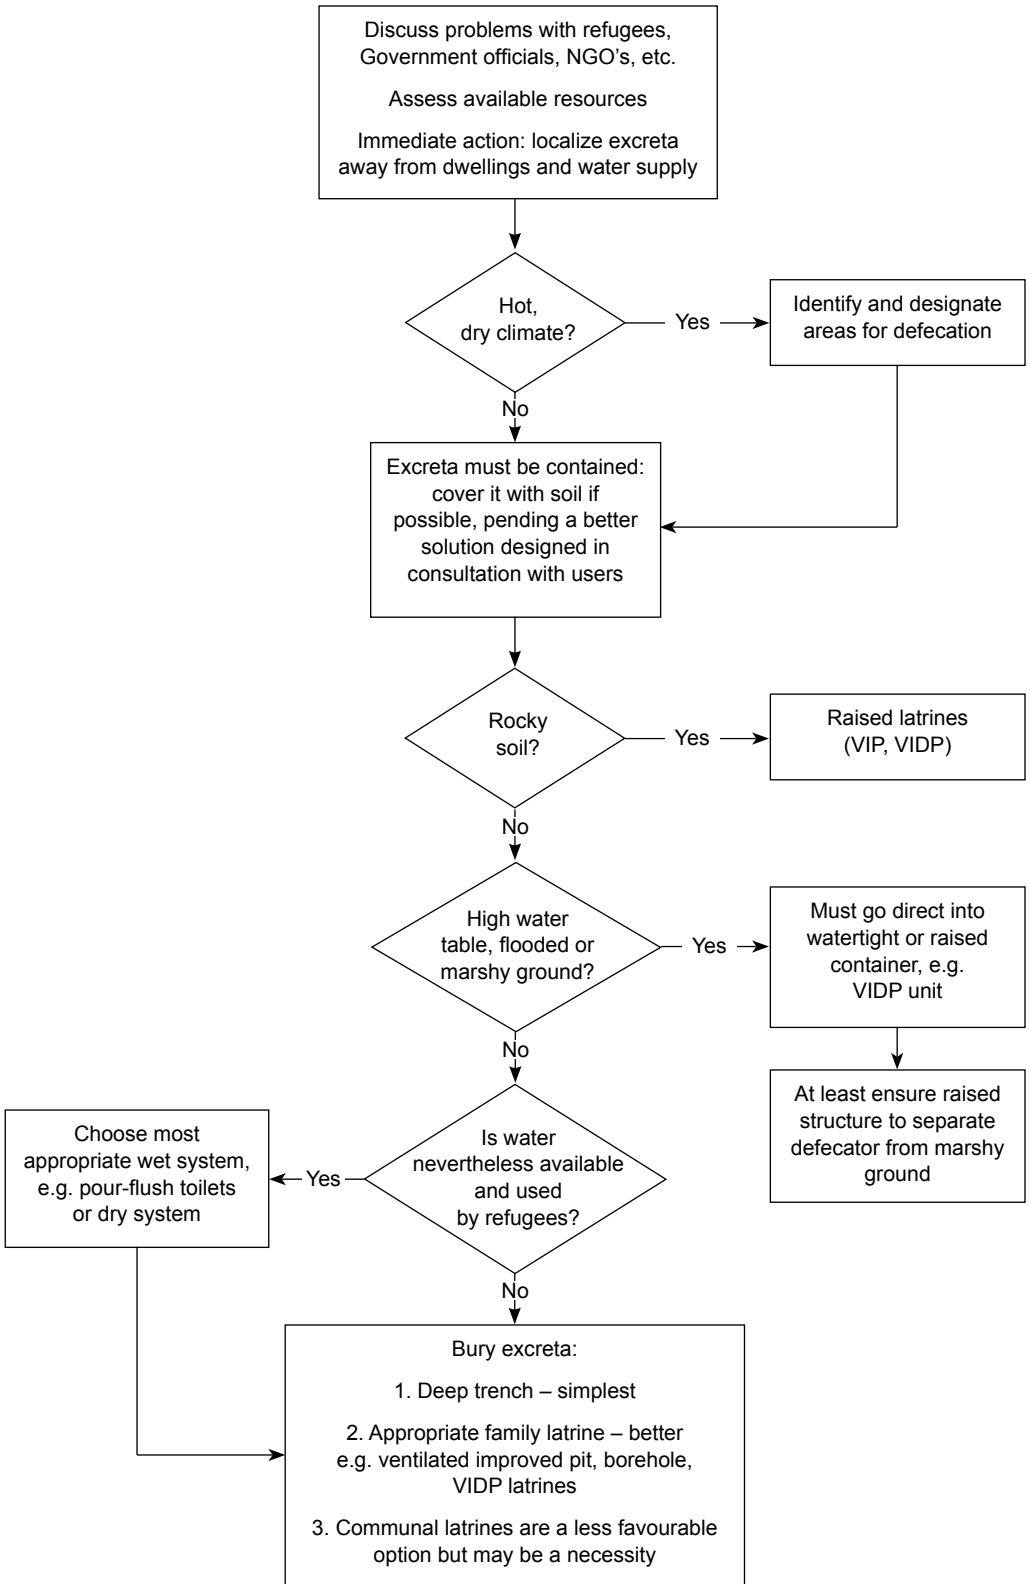 Discuss problems with refugees,
Government officials, NGO's, etc.
Assess available resources
Immediate action: localize excreta
away from dwellings and water supply
Hot,
dry climate?
Yes
Identify and designate
areas for defecation
No
Excreta must be contained:
cover it with soil if
possible, pending a better
solution designed in
consultation with users
Rocky
soil?
Yes
Raised latrines
(VIP, VIDP)
No
High water
table, flooded or
marshy ground?
Yes
Must go direct into
watertight or raised
container, e.g.
VIDP unit
At least ensure raised
structure to separate
defecator from marshy
ground
No
Is water
nevertheless available
and used
by refugees?
Yes
Choose most
appropriate wet system,
e.g. pour-flush toilets
or dry system
No
Bury excreta:
1. Deep trench – simplest
2. Appropriate family latrine – better
e.g. ventilated improved pit, borehole,
VIDP latrines
3. Communal latrines are a less favourable
option but may be a necessity